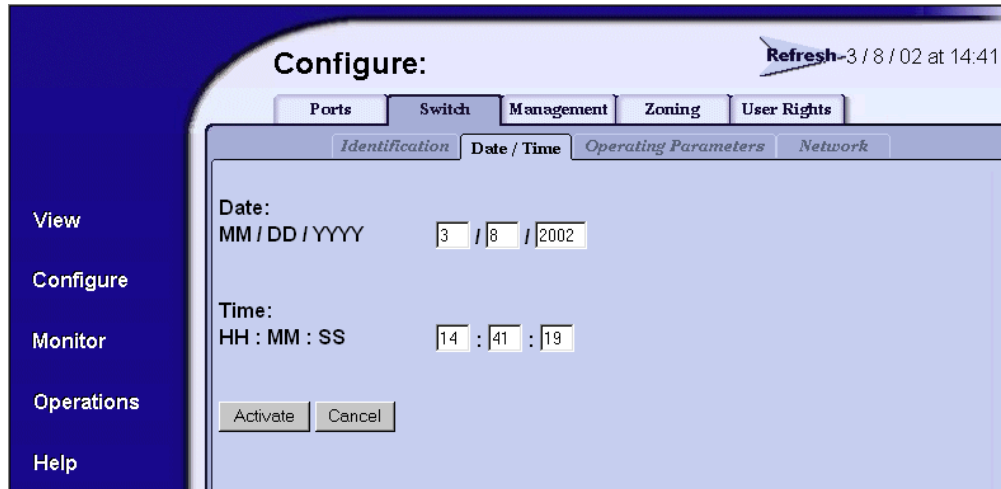 Configure:
Refresh-3 / 8 / 02 at 14:41
Ports Switch Management Zoning User Rights
Identification Date / Time Operating Parameters Network
View
Configure
Monitor
Operations
Help
Date:
MM / DD / YYYY 3 / 8 / 2002
Time:
HH : MM : SS 14 : 41 : 19
Activate Cancel